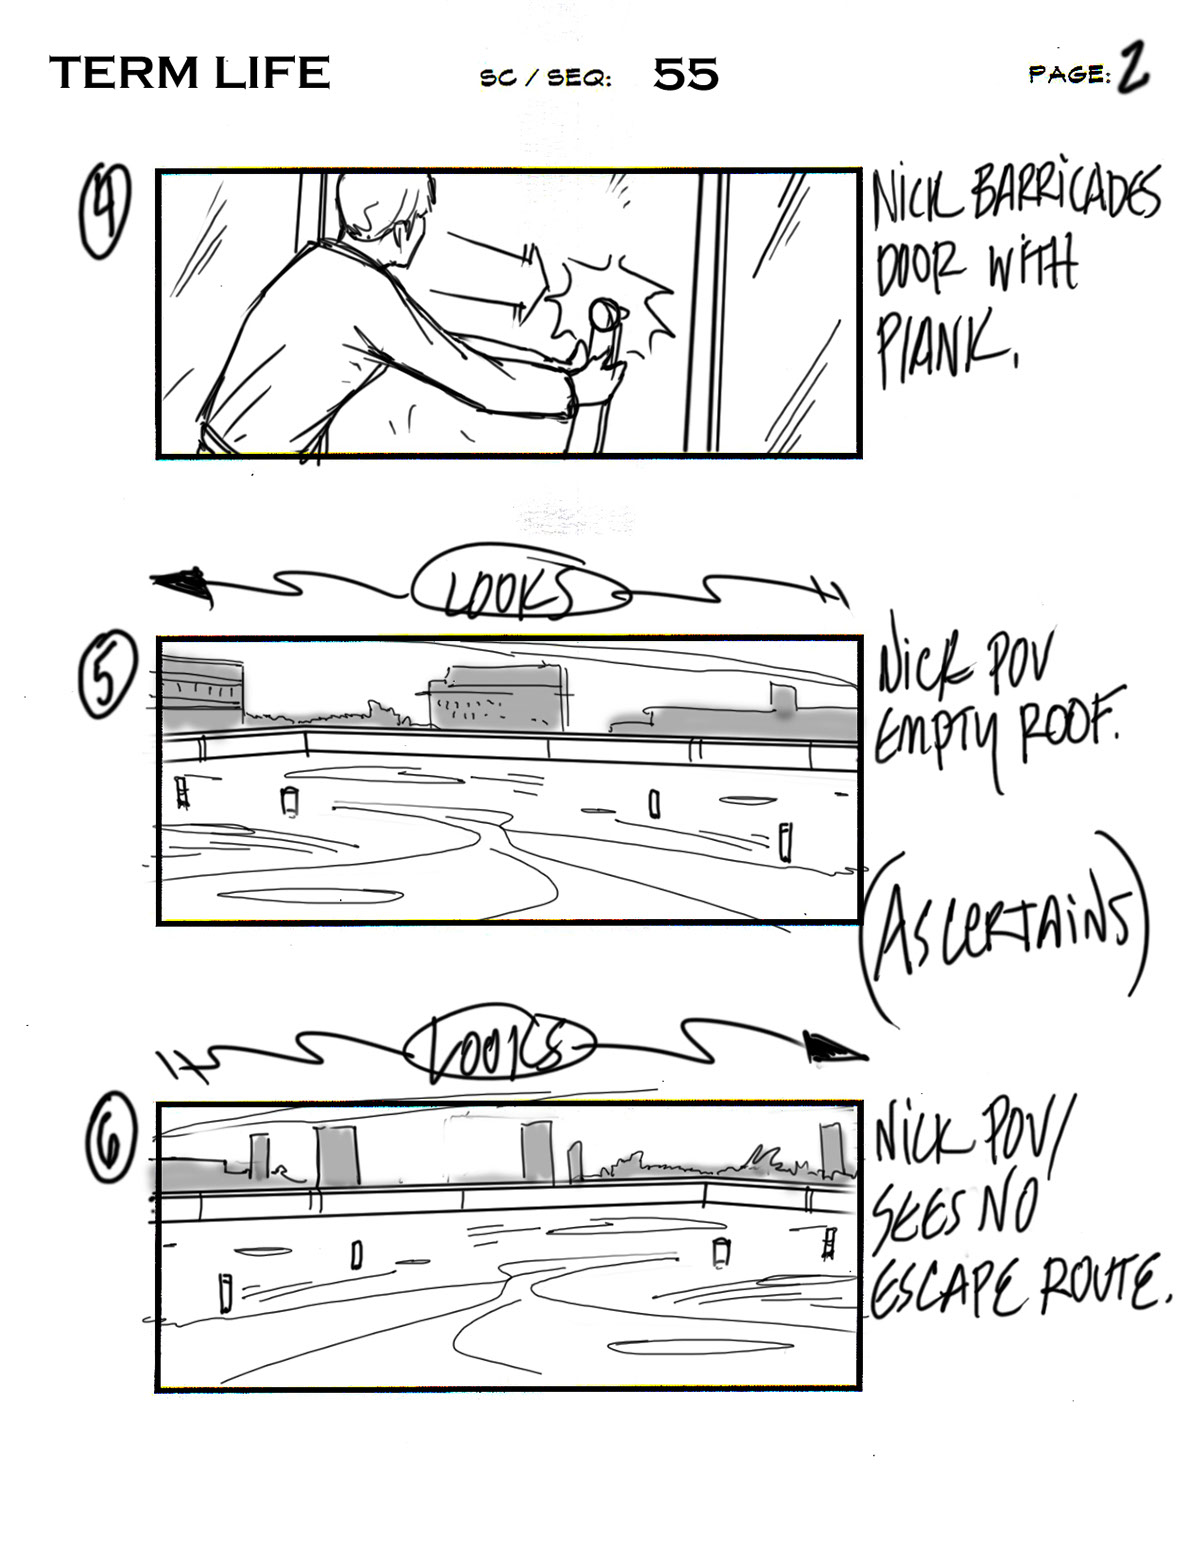 TERM LIFE SC / SEQ: 55 PAGE: 2
4
NICK BARRICADES
DOOR WITH
PLANK.
LOOKS
5
NICK POV
EMPTY ROOF.
(ASCERTAINS)
LOOKS
6
NICK POV/
SEES NO
ESCAPE ROUTE.